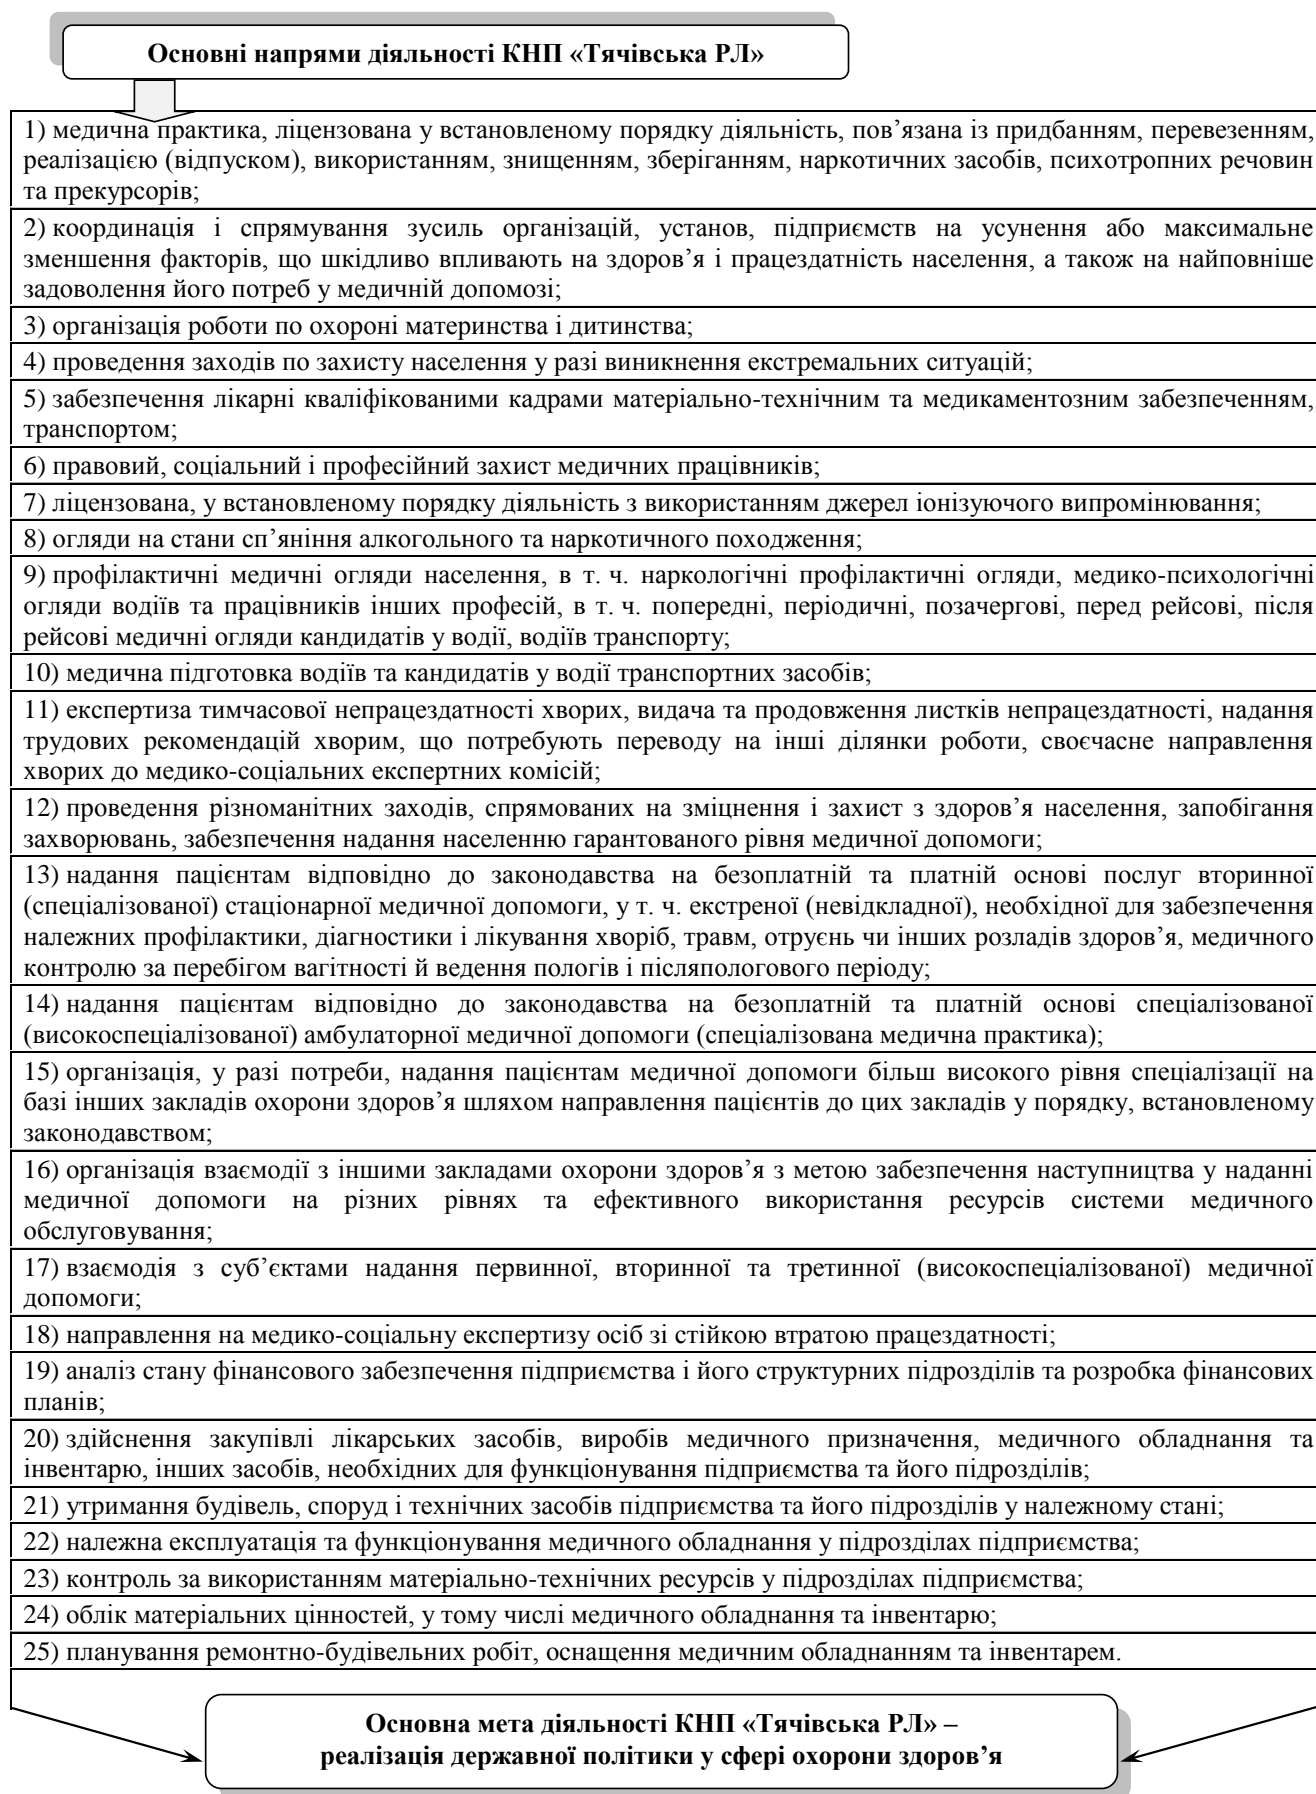 Основні напрями діяльності КНП «Тячівська РЛ»
1) медична практика, ліцензована у встановленому порядку діяльність, пов’язана із придбанням, перевезенням,
реалізацією (відпуском), використанням, знищенням, зберіганням, наркотичних засобів, психотропних речовин
та прекурсорів;
2) координація і спрямування зусиль організацій, установ, підприємств на усунення або максимальне
зменшення факторів, що шкідливо впливають на здоров’я і працездатність населення, а також на найповніше
задоволення його потреб у медичній допомозі;
3) організація роботи по охороні материнства і дитинства;
4) проведення заходів по захисту населення у разі виникнення екстремальних ситуацій;
5) забезпечення лікарні кваліфікованими кадрами матеріально-технічним та медикаментозним забезпеченням,
транспортом;
6) правовий, соціальний і професійний захист медичних працівників;
7) ліцензована, у встановленому порядку діяльність з використанням джерел іонізуючого випромінювання;
8) огляди на стани сп’яніння алкогольного та наркотичного походження;
9) профілактичні медичні огляди населення, в т. ч. наркологічні профілактичні огляди, медико-психологічні
огляди водіїв та працівників інших професій, в т. ч. попередні, періодичні, позачергові, перед рейсові, після
рейсові медичні огляди кандидатів у водії, водіїв транспорту;
10) медична підготовка водіїв та кандидатів у водії транспортних засобів;
11) експертиза тимчасової непрацездатності хворих, видача та продовження листків непрацездатності, надання
трудових рекомендацій хворим, що потребують переводу на інші ділянки роботи, своєчасне направлення
хворих до медико-соціальних експертних комісій;
12) проведення різноманітних заходів, спрямованих на зміцнення і захист з здоров’я населення, запобігання
захворювань, забезпечення надання населенню гарантованого рівня медичної допомоги;
13) надання пацієнтам відповідно до законодавства на безоплатній та платній основі послуг вторинної
(спеціалізованої) стаціонарної медичної допомоги, у т. ч. екстреної (невідкладної), необхідної для забезпечення
належних профілактики, діагностики і лікування хворіб, травм, отруєнь чи інших розладів здоров’я, медичного
контролю за перебігом вагітності й ведення пологів і післяпологового періоду;
14) надання пацієнтам відповідно до законодавства на безоплатній та платній основі спеціалізованої
(високоспеціалізованої) амбулаторної медичної допомоги (спеціалізована медична практика);
15) організація, у разі потреби, надання пацієнтам медичної допомоги більш високого рівня спеціалізації на
базі інших закладів охорони здоров’я шляхом направлення пацієнтів до цих закладів у порядку, встановленому
законодавством;
16) організація взаємодії з іншими закладами охорони здоров’я з метою забезпечення наступництва у наданні
медичної допомоги на різних рівнях та ефективного використання ресурсів системи медичного
обслуговування;
17) взаємодія з суб’єктами надання первинної, вторинної та третинної (високоспеціалізованої) медичної
допомоги;
18) направлення на медико-соціальну експертизу осіб зі стійкою втратою працездатності;
19) аналіз стану фінансового забезпечення підприємства і його структурних підрозділів та розробка фінансових
планів;
20) здійснення закупівлі лікарських засобів, виробів медичного призначення, медичного обладнання та
інвентарю, інших засобів, необхідних для функціонування підприємства та його підрозділів;
21) утримання будівель, споруд і технічних засобів підприємства та його підрозділів у належному стані;
22) належна експлуатація та функціонування медичного обладнання у підрозділах підприємства;
23) контроль за використанням матеріально-технічних ресурсів у підрозділах підприємства;
24) облік матеріальних цінностей, у тому числі медичного обладнання та інвентарю;
25) планування ремонтно-будівельних робіт, оснащення медичним обладнанням та інвентарем.
Основна мета діяльності КНП «Тячівська РЛ» –
реалізація державної політики у сфері охорони здоров’я